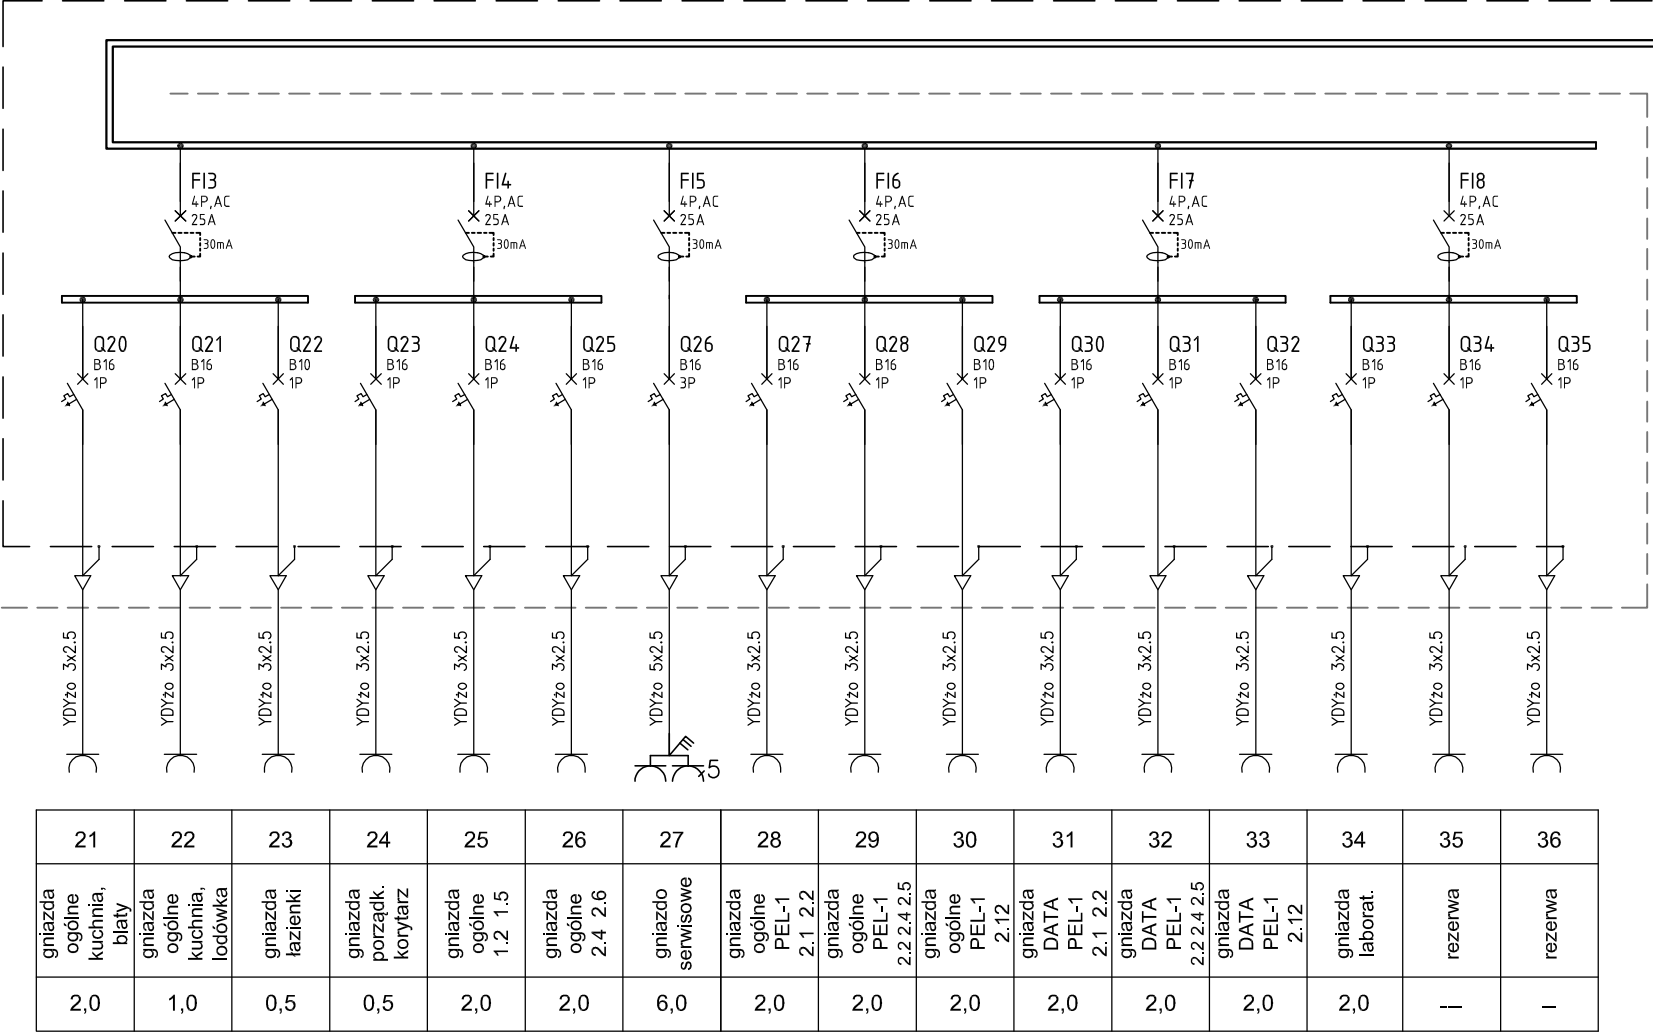 FI3
4P,AC
25A
30mA
FI4
4P,AC
25A
30mA
FI5
4P,AC
25A
30mA
FI6
4P,AC
25A
30mA
FI7
4P,AC
25A
30mA
FI8
4P,AC
25A
30mA
Q20
B16
1P
Q21
B16
1P
Q22
B10
1P
Q23
B16
1P
Q24
B16
1P
Q25
B16
1P
Q26
B16
3P
Q27
B16
1P
Q28
B16
1P
Q29
B10
1P
Q30
B16
1P
Q31
B16
1P
Q32
B16
1P
Q33
B16
1P
Q34
B16
1P
Q35
B16
1P
YDYżo 3x2.5
YDYżo 3x2.5
YDYżo 3x2.5
YDYżo 3x2.5
YDYżo 3x2.5
YDYżo 3x2.5
YDYżo 5x2.5
YDYżo 3x2.5
YDYżo 3x2.5
YDYżo 3x2.5
YDYżo 3x2.5
YDYżo 3x2.5
YDYżo 3x2.5
YDYżo 3x2.5
YDYżo 3x2.5
YDYżo 3x2.5
5
21 22 23 24 25 26 27 28 29 30 31 32 33 34 35 36
gniazda
ogólne
kuchnia,
blaty
gniazda
ogólne
kuchnia,
lodówka
gniazda
łazienki
gniazda
porządk.
korytarz
gniazda
ogólne
1.2 1.5
gniazda
ogólne
2.4 2.6
gniazdo
serwisowe
gniazda
ogólne
PEL-1
2.1 2.2
gniazda
ogólne
PEL-1
2.2 2.4 2.5
gniazda
ogólne
PEL-1
2.12
gniazda
DATA
PEL-1
2.1 2.2
gniazda
DATA
PEL-1
2.2 2.4 2.5
gniazda
DATA
PEL-1
2.12
gniazda
laborat.
rezerwa
rezerwa
2,0 1,0 0,5 0,5 2,0 2,0 6,0 2,0 2,0 2,0 2,0 2,0 2,0 2,0 -– –